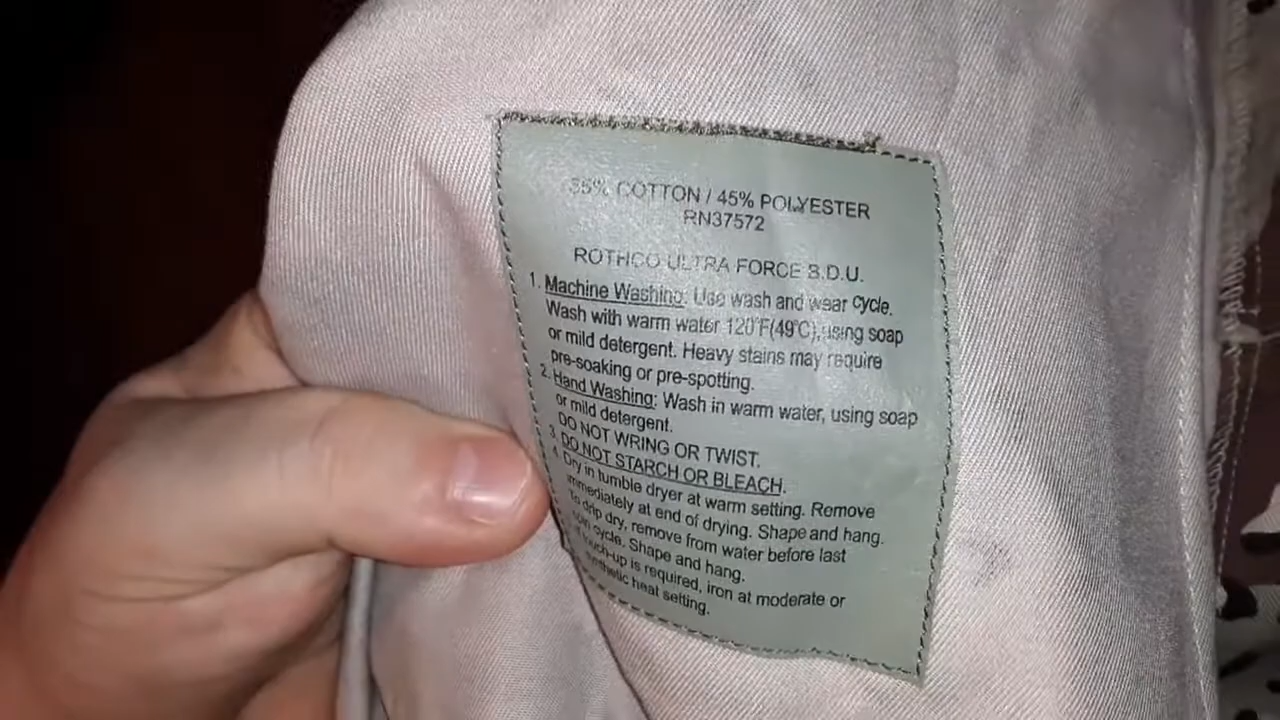 55% COTTON / 45% POLYESTER
RN37572
ROTHCO ULTRA FORCE B.D.U.
1. Machine Washing: Use wash and wear cycle.
Wash with warm water 120°F(49°C), using soap
or mild detergent. Heavy stains may require
pre-soaking or pre-spotting.
2. Hand Washing: Wash in warm water, using soap
or mild detergent.
3. DO NOT WRING OR TWIST.
DO NOT STARCH OR BLEACH.
4. Dry in tumble dryer at warm setting. Remove
immediately at end of drying. Shape and hang.
To drip dry, remove from water before last
spin cycle. Shape and hang.
If touch-up is required, iron at moderate or
synthetic heat setting.